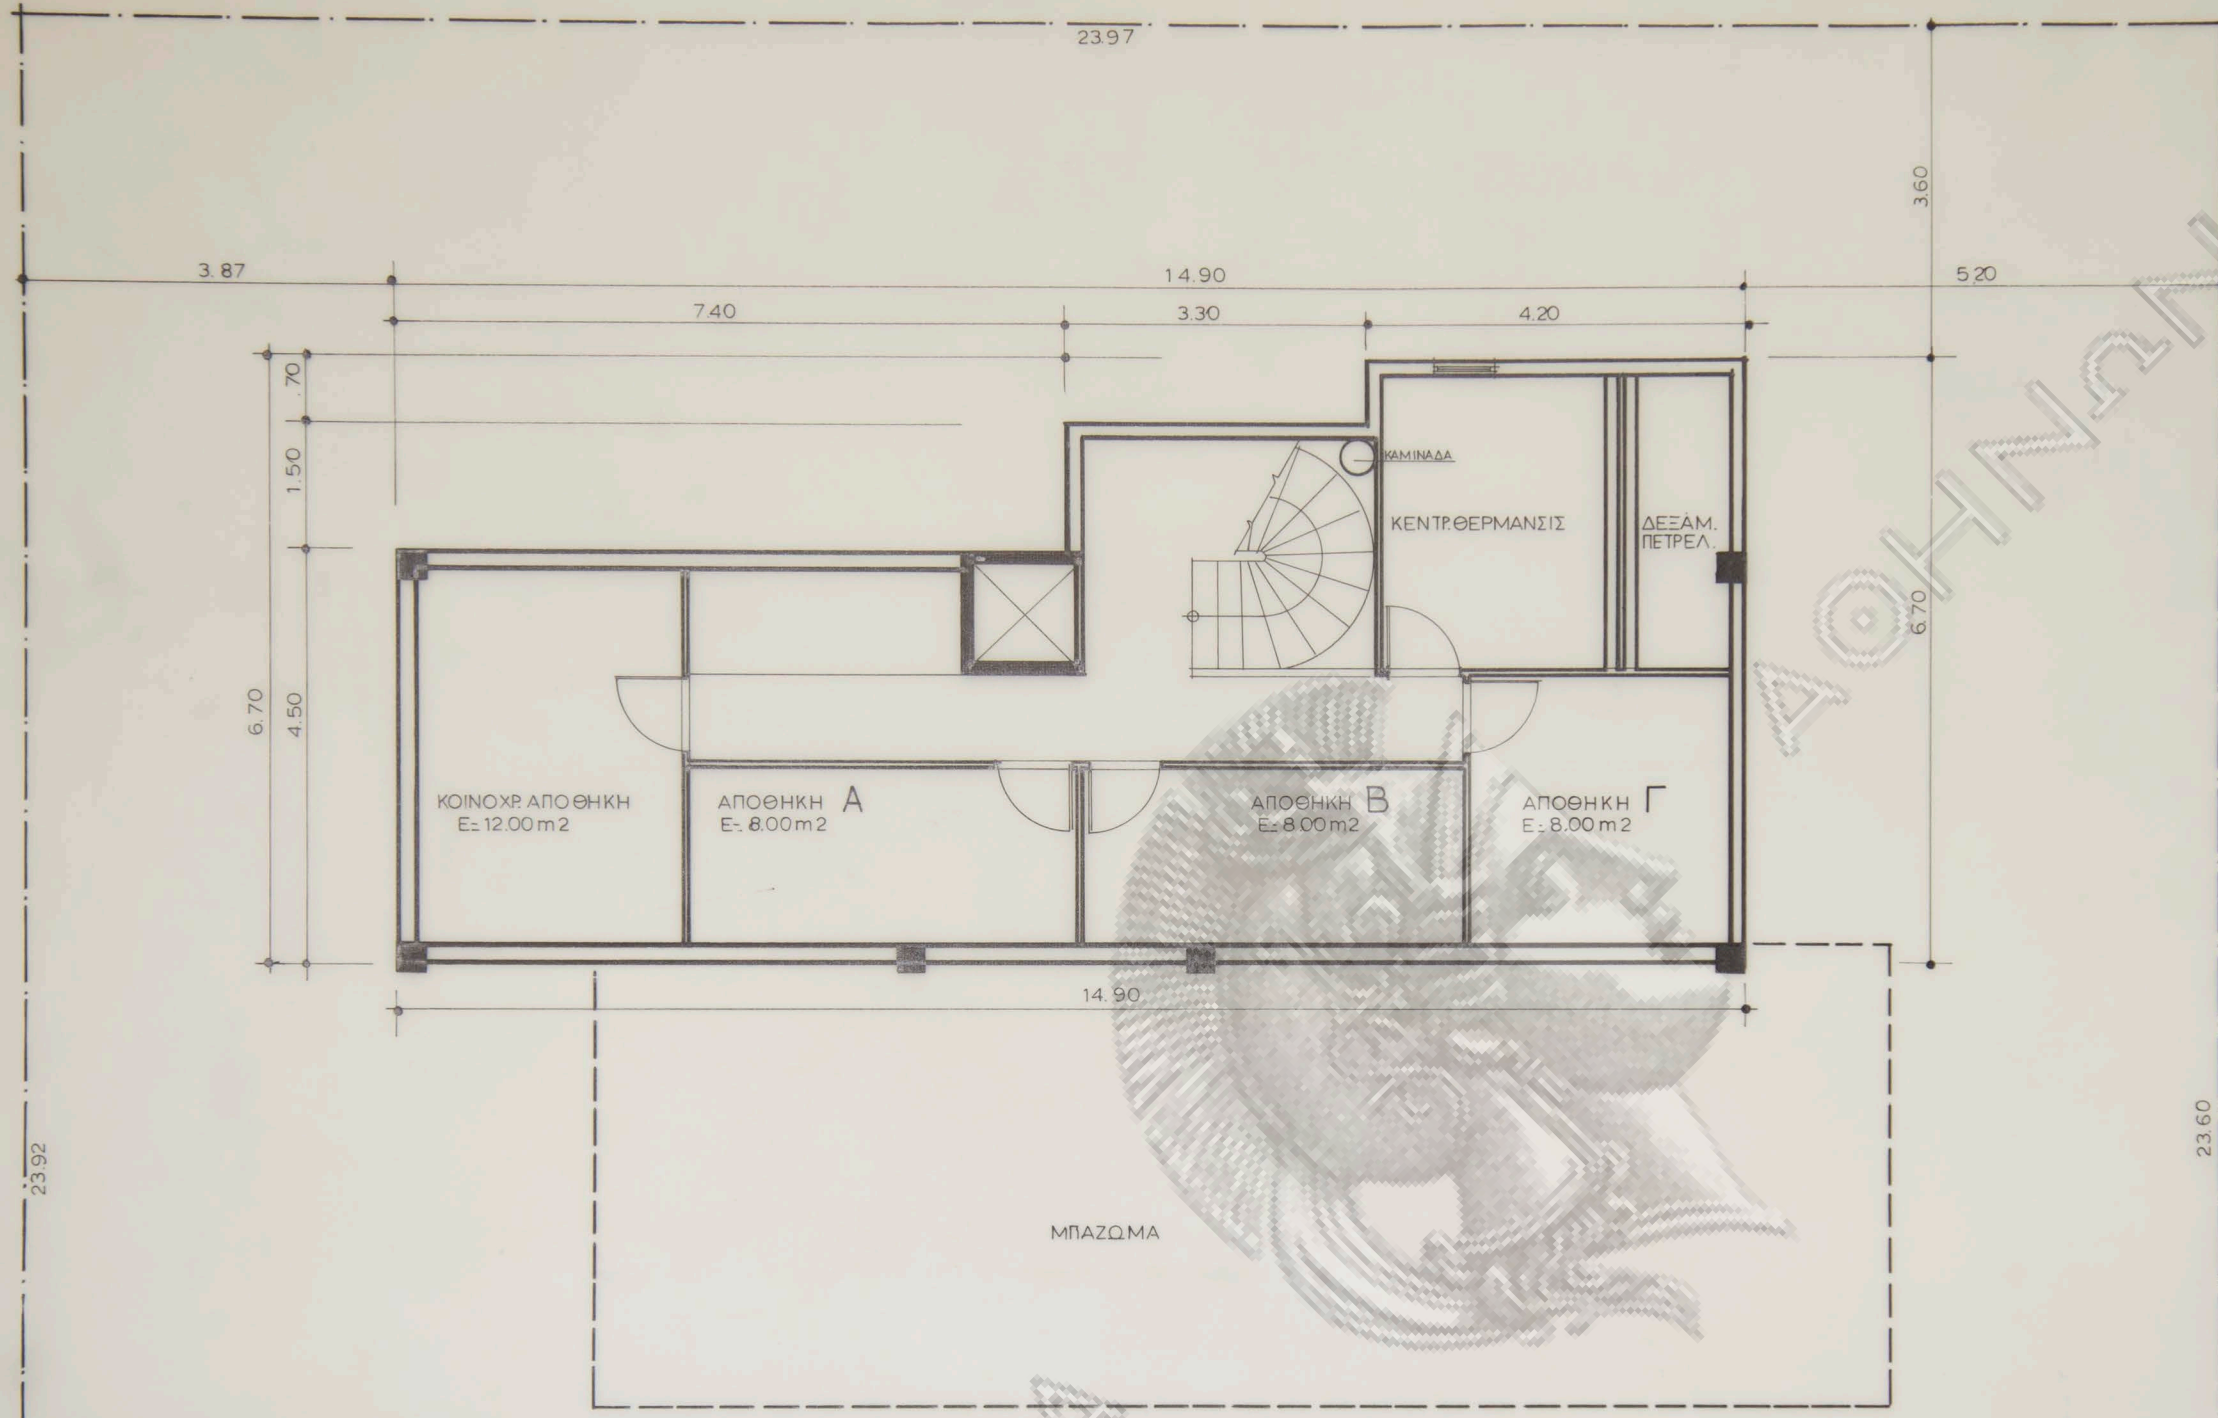 23.97
3.60
3.87
14.90
5.20
7.40
3.30
4.20
.70
1.50
ΚΑΜΙΝΑΔΑ
ΚΕΝΤΡ.ΘΕΡΜΑΝΣΙΣ
ΔΕΞΑΜ.
ΠΕΤΡΕΛ.
6.70
6.70
4.50
ΚΟΙΝΟΧΡ. ΑΠΟΘΗΚΗ
Ε=12.00m2
ΑΠΟΘΗΚΗ Α
Ε=8.00m2
ΑΠΟΘΗΚΗ Β
Ε=8.00m2
ΑΠΟΘΗΚΗ Γ
Ε=8.00m2
14.90
23.92
23.60
ΜΠΑΖΩΜΑ
ΑΘΗΝΩΝ